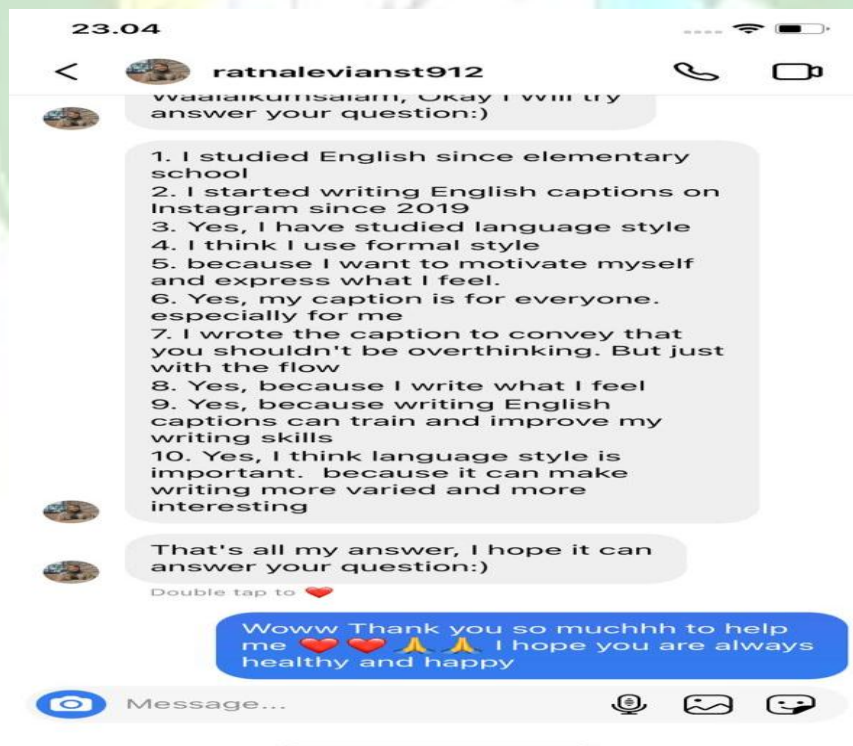 23.04
ratnalevianst912
Waalaikumsalam, Okay I will try
answer your question:)
1. I studied English since elementary
school
2. I started writing English captions on
Instagram since 2019
3. Yes, I have studied language style
4. I think I use formal style
5. because I want to motivate myself
and express what I feel.
6. Yes, my caption is for everyone.
especially for me
7. I wrote the caption to convey that
you shouldn't be overthinking. But just
with the flow
8. Yes, because I write what I feel
9. Yes, because writing English
captions can train and improve my
writing skills
10. Yes, I think language style is
important.  because it can make
writing more varied and more
interesting
That's all my answer, I hope it can
answer your question:)
Double tap to ❤️
Woww Thank you so muchhh to help
me ❤️ ❤️ 🙏 🙏 I hope you are always
healthy and happy
Message...